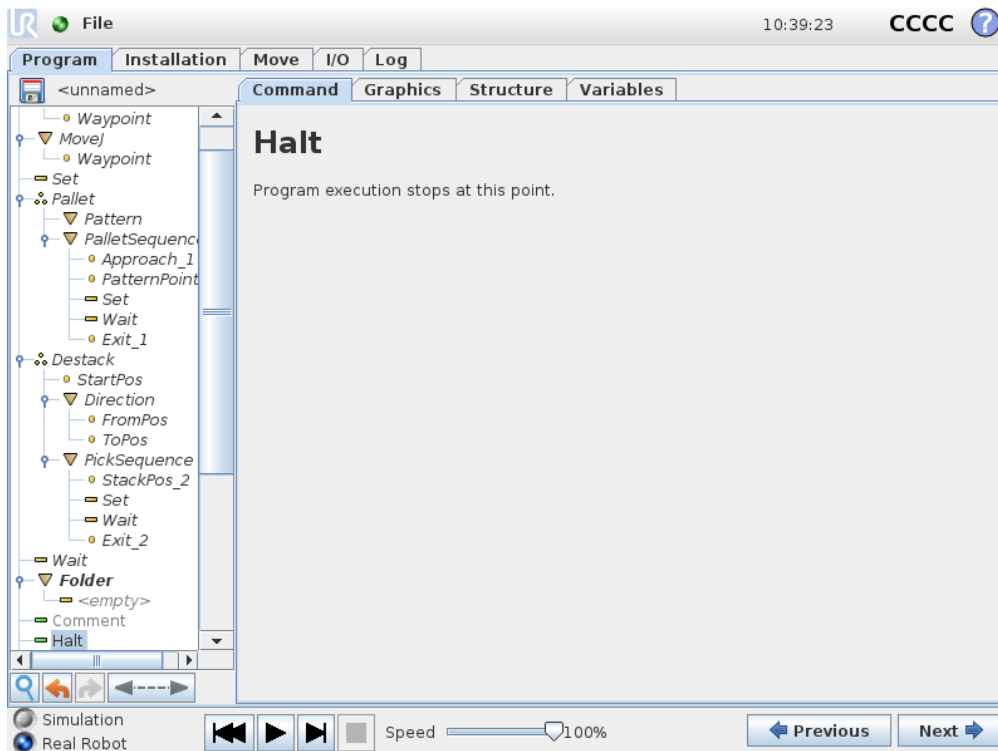 UR File 10:39:23 CCCC ?
Program Installation Move I/O Log
<unnamed>
Command Graphics Structure Variables
Waypoint
MoveJ
Waypoint
Set
Pallet
Pattern
PalletSequenc
Approach_1
PatternPoint
Set
Wait
Exit_1
Destack
StartPos
Direction
FromPos
ToPos
PickSequence
StackPos_2
Set
Wait
Exit_2
Wait
Folder
<empty>
Comment
Halt
Halt
Program execution stops at this point.
Simulation
Real Robot
Speed 100%
Previous Next